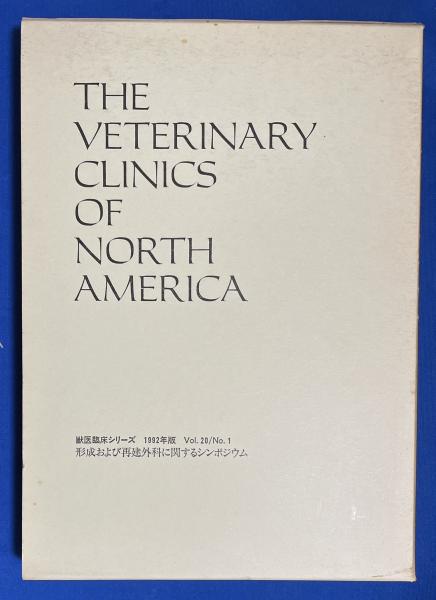 THE
VETERINARY
CLINICS
OF
NORTH
AMERICA
獣医臨床シリーズ 1992年版 Vol.20/No.1
形成および再建外科に関するシンポジウム